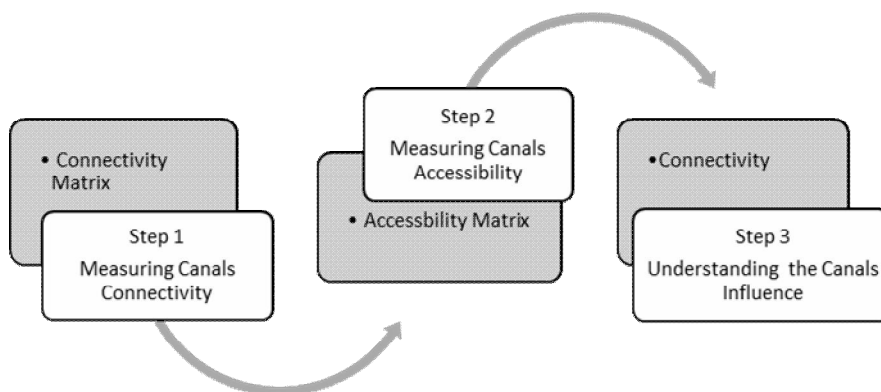 • Connectivity
Matrix
Step 1
Measuring Canals
Connectivity
Step 2
Measuring Canals
Accessibility
• Accessbility Matrix
•Connectivity
Step 3
Understanding the Canals
Influence